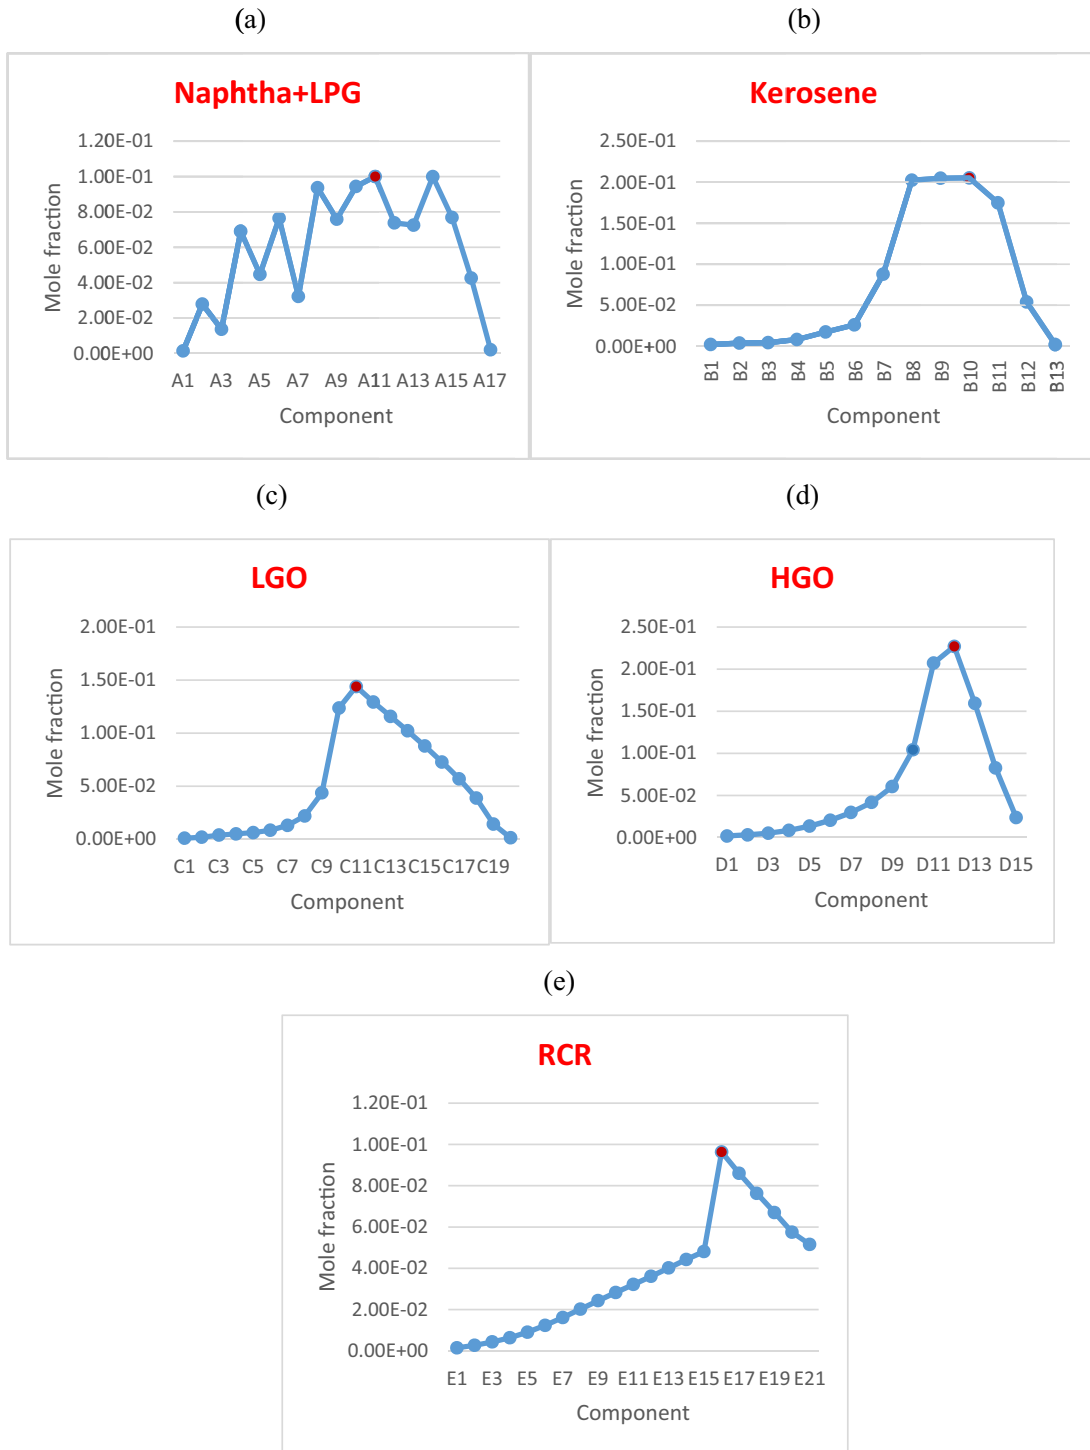 (a)
(b)
Naphtha+LPG
1.20E-01
1.00E-01
8.00E-02
6.00E-02
4.00E-02
2.00E-02
0.00E+00
Mole fraction
A1 A3 A5 A7 A9 A11 A13 A15 A17
Component
Kerosene
2.50E-01
2.00E-01
1.50E-01
1.00E-01
5.00E-02
0.00E+00
Mole fraction
B1 B2 B3 B4 B5 B6 B7 B8 B9 B10 B11 B12 B13
Component
(c)
(d)
LGO
2.00E-01
1.50E-01
1.00E-01
5.00E-02
0.00E+00
Mole fraction
C1 C3 C5 C7 C9 C11 C13 C15 C17 C19
Component
HGO
2.50E-01
2.00E-01
1.50E-01
1.00E-01
5.00E-02
0.00E+00
Mole fraction
D1 D3 D5 D7 D9 D11 D13 D15
Component
(e)
RCR
1.20E-01
1.00E-01
8.00E-02
6.00E-02
4.00E-02
2.00E-02
0.00E+00
Mole fraction
E1 E3 E5 E7 E9 E11 E13 E15 E17 E19 E21
Component